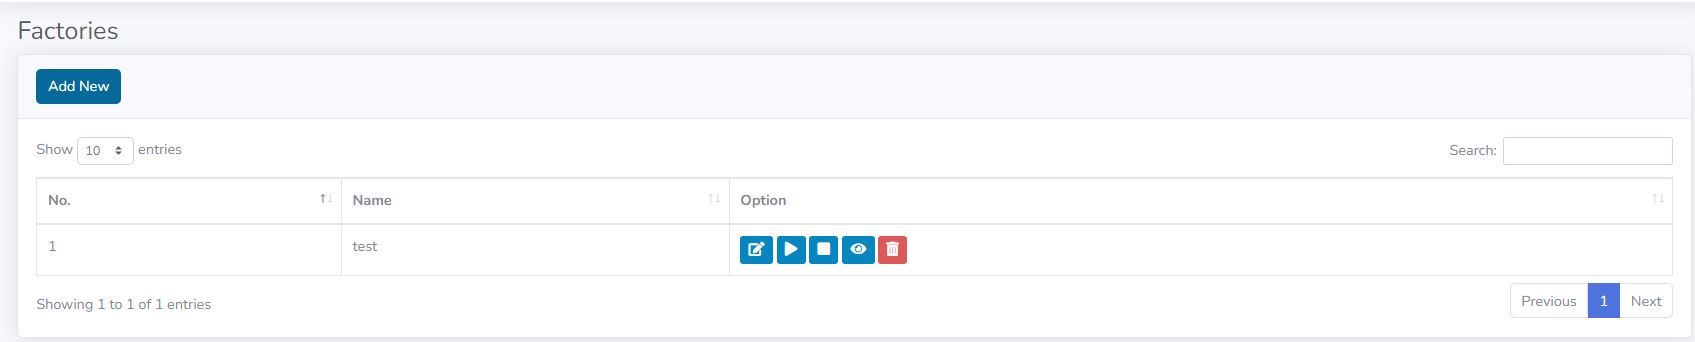 Factories
Add New
Show 10 entries
Search:
No. Name Option
1 test
Showing 1 to 1 of 1 entries
Previous 1 Next